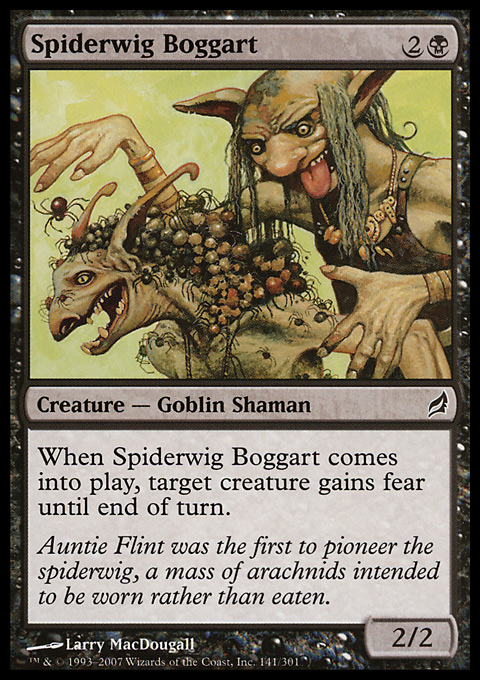 Spiderwig Boggart 2
Creature — Goblin Shaman
When Spiderwig Boggart comes
into play, target creature gains fear
until end of turn.
Auntie Flint was the first to pioneer the
spiderwig, a mass of arachnids intended
to be worn rather than eaten.
Larry MacDougall
2/2
™ & © 1993–2007 Wizards of the Coast, Inc. 141/301